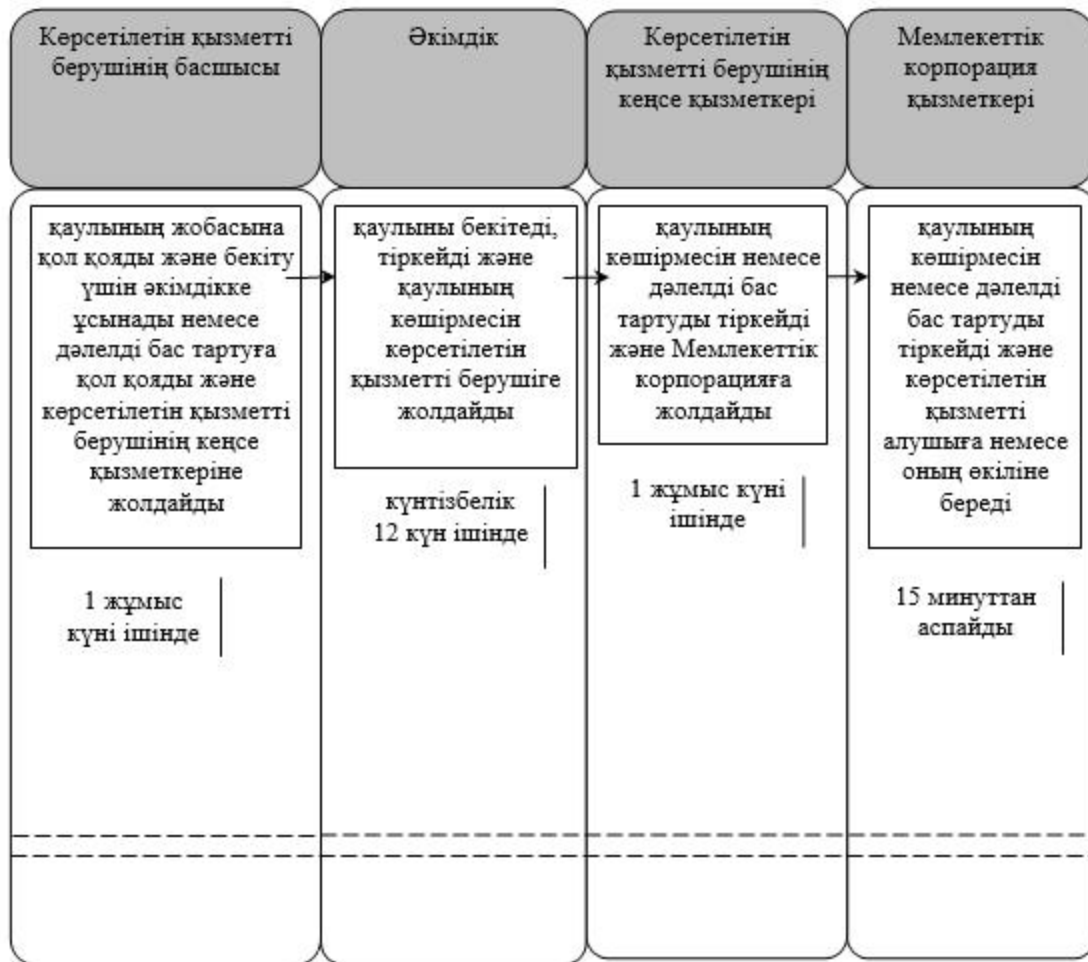 Көрсетілетін қызметті
берушінің басшысы
Әкімдік
Көрсетілетін
қызметті берушінің
кеңсе қызметкері
Мемлекеттік
корпорация
қызметкері
қаулының жобасына
қол қояды және бекіту
үшін әкімдікке
ұсынады немесе
дәлелді бас тартуға
қол қояды және
көрсетілетін қызметті
берушінің кеңсе
қызметкеріне
жолдайды
1 жұмыс
күні ішінде
қаулыны бекітеді,
тіркейді және
қаулының
көшірмесін
көрсетілетін
қызметті берушіге
жолдайды
күнтізбелік
12 күн ішінде
қаулының
көшірмесін немесе
дәлелді бас
тартуды тіркейді
және Мемлекеттік
корпорацияға
жолдайды
1 жұмыс күні
ішінде
қаулының
көшірмесін
немесе дәлелді
бас тартуды
тіркейді және
көрсетілетін
қызметті
алушыға немесе
оның өкіліне
береді
15 минуттан
аспайды